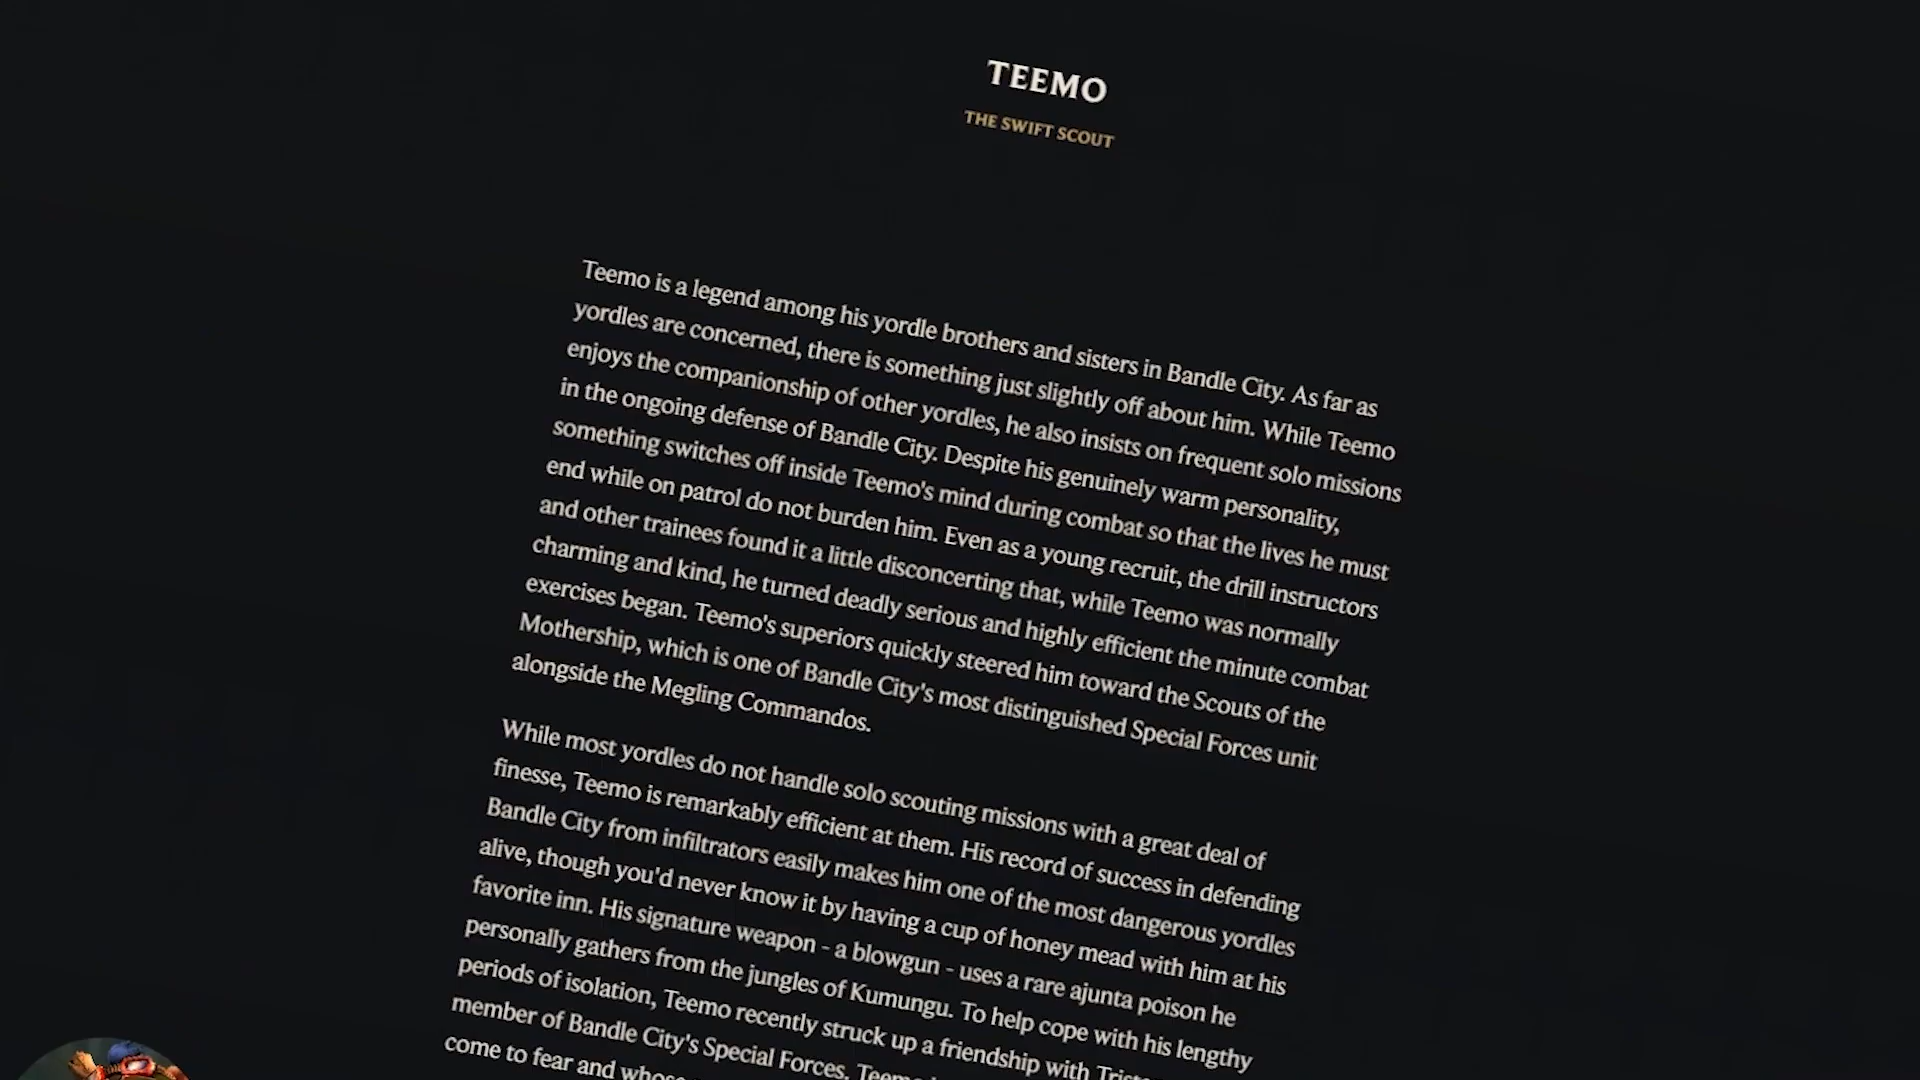 TEEMO
THE SWIFT SCOUT
Teemo is a legend among his yordle brothers and sisters in Bandle City. As far as
yordles are concerned, there is something just slightly off about him. While Teemo
enjoys the companionship of other yordles, he also insists on frequent solo missions
in the ongoing defense of Bandle City. Despite his genuinely warm personality,
something switches off inside Teemo's mind during combat so that the lives he must
end while on patrol do not burden him. Even as a young recruit, the drill instructors
and other trainees found it a little disconcerting that, while Teemo was normally
charming and kind, he turned deadly serious and highly efficient the minute combat
exercises began. Teemo's superiors quickly steered him toward the Scouts of the
Mothership, which is one of Bandle City's most distinguished Special Forces unit
alongside the Megling Commandos.
While most yordles do not handle solo scouting missions with a great deal of
finesse, Teemo is remarkably efficient at them. His record of success in defending
Bandle City from infiltrators easily makes him one of the most dangerous yordles
alive, though you'd never know it by having a cup of honey mead with him at his
favorite inn. His signature weapon - a blowgun - uses a rare ajunta poison he
personally gathers from the jungles of Kumungu. To help cope with his lengthy
periods of isolation, Teemo recently struck up a friendship with
member of Bandle City's Special Forces.
come to fear and